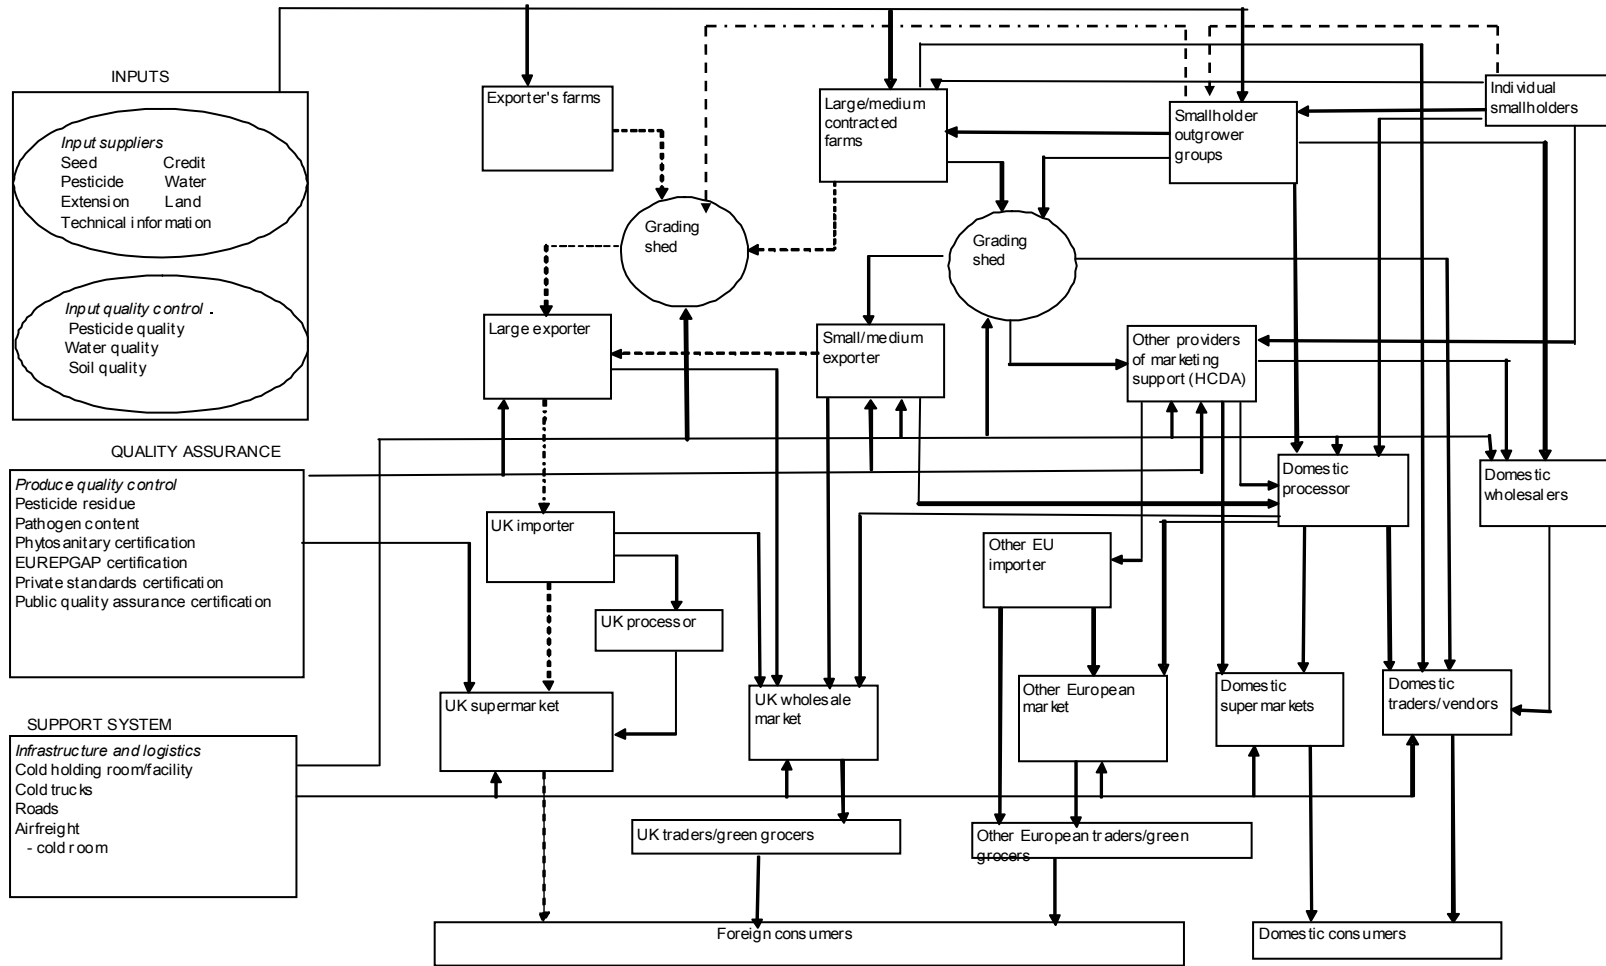 INPUTS
Input suppliers
Seed Credit
Pesticide Water
Extension Land
Technical information
Input quality control .
Pesticide quality
Water quality
Soil quality
QUALITY ASSURANCE
Produce quality control
Pesticide residue
Pathogen content
Phytosanitary certification
EUREPGAP certification
Private standards certification
Public quality assurance certification
SUPPORT SYSTEM
Infrastructure and logistics
Cold holding room/facility
Cold trucks
Roads
Airfreight
- cold room
Exporter's farms
Large/medium
contracted
farms
Smallholder
outgrower
groups
Individual
smallholders
Grading
shed
Grading
shed
Large exporter
Small/medium
exporter
Other providers
of marketing
support (HCDA)
Domestic
processor
Domestic
wholesalers
UK importer
Other EU
importer
UK processor
UK supermarket
UK wholesale
market
Other European
market
Domestic
supermarkets
Domestic
traders/vendors
UK traders/green grocers
Other European traders/green
grocers
Foreign consumers
Domestic consumers